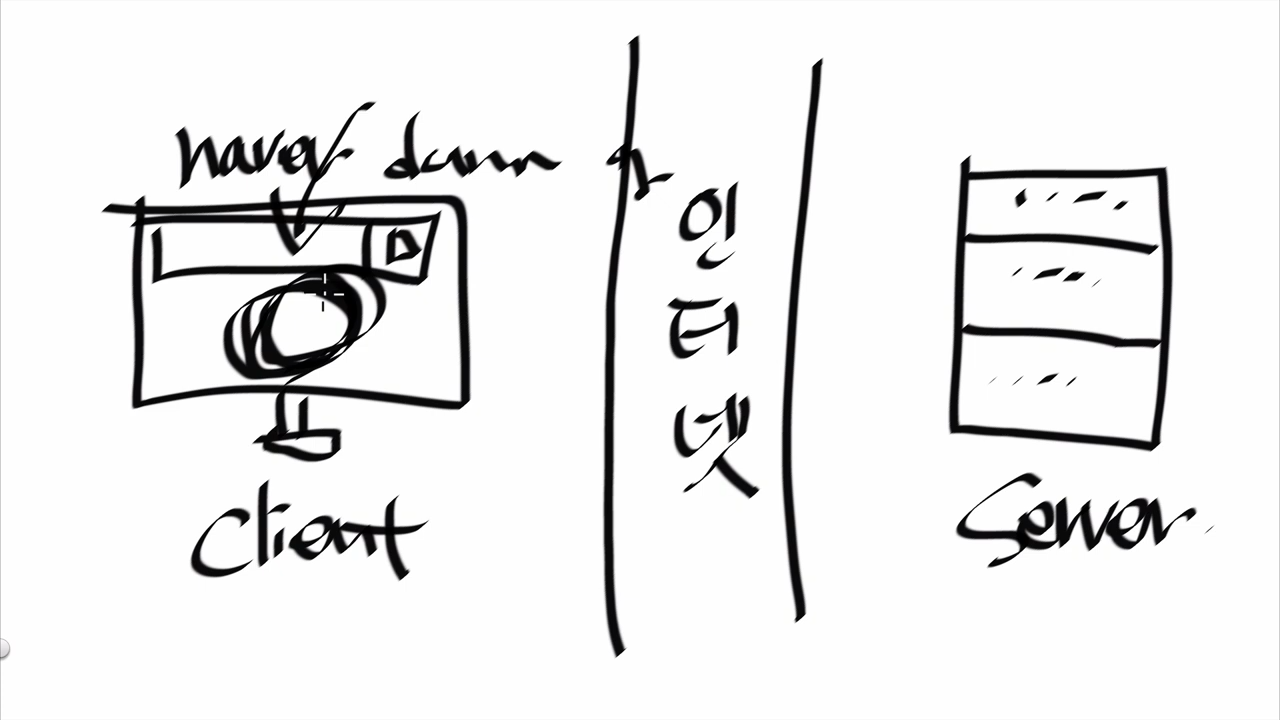 naver daum
인
터
넷
Client
Server